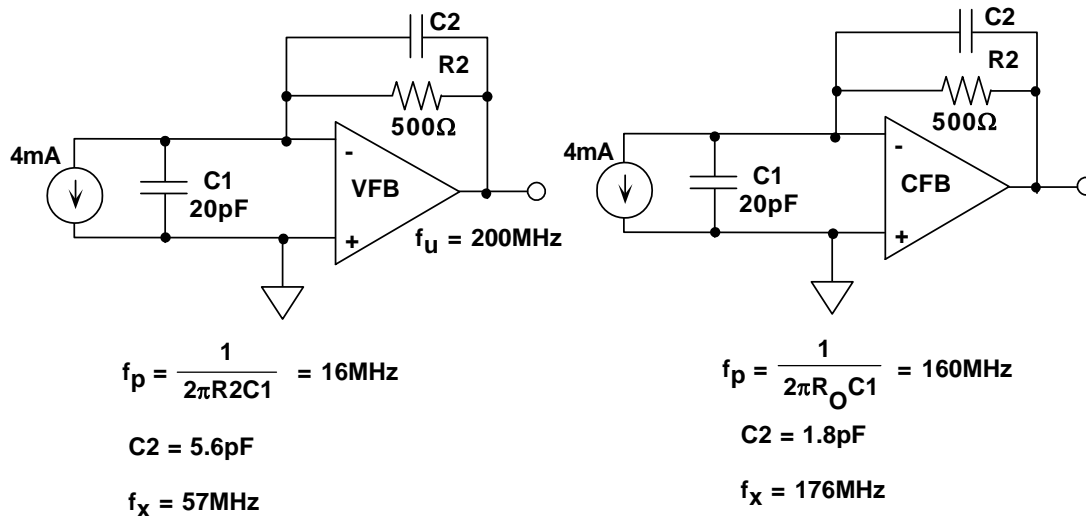 C2
R2
500Ω
4mA
C1
20pF
-
VFB
+
f_u = 200MHz
f_p = 1 / 2πR2C1 = 16MHz
C2 = 5.6pF
f_x = 57MHz
C2
R2
500Ω
4mA
C1
20pF
-
CFB
+
f_p = 1 / 2πR_O C1 = 160MHz
C2 = 1.8pF
f_x = 176MHz